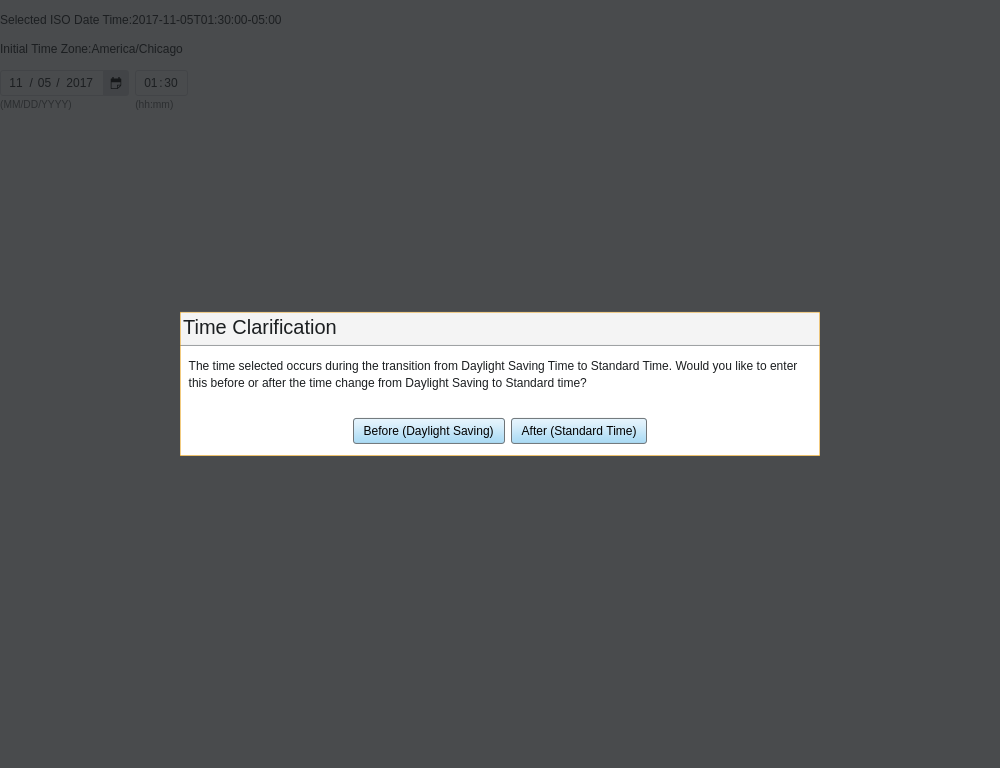 Selected ISO Date Time:2017-11-05T01:30:00-05:00
Initial Time Zone:America/Chicago
11 / 05 / 2017 01:30
(MM/DD/YYYY) (hh:mm)
Time Clarification
The time selected occurs during the transition from Daylight Saving Time to Standard Time. Would you like to enter
this before or after the time change from Daylight Saving to Standard time?
Before (Daylight Saving) After (Standard Time)